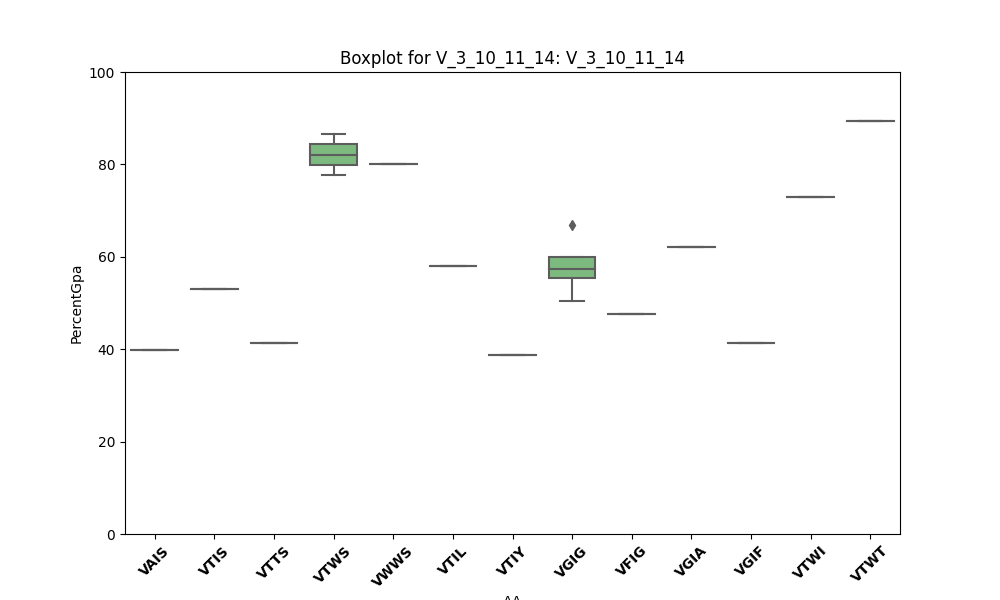 Boxplot for V_3_10_11_14: V_3_10_11_14
100
80
60
40
20
0
PercentGpa
VAIS VTIS VTTS VTWS VWWS VTIL VTIY VGIG VFIG VGIA VGIF VTWI VTWT
AA